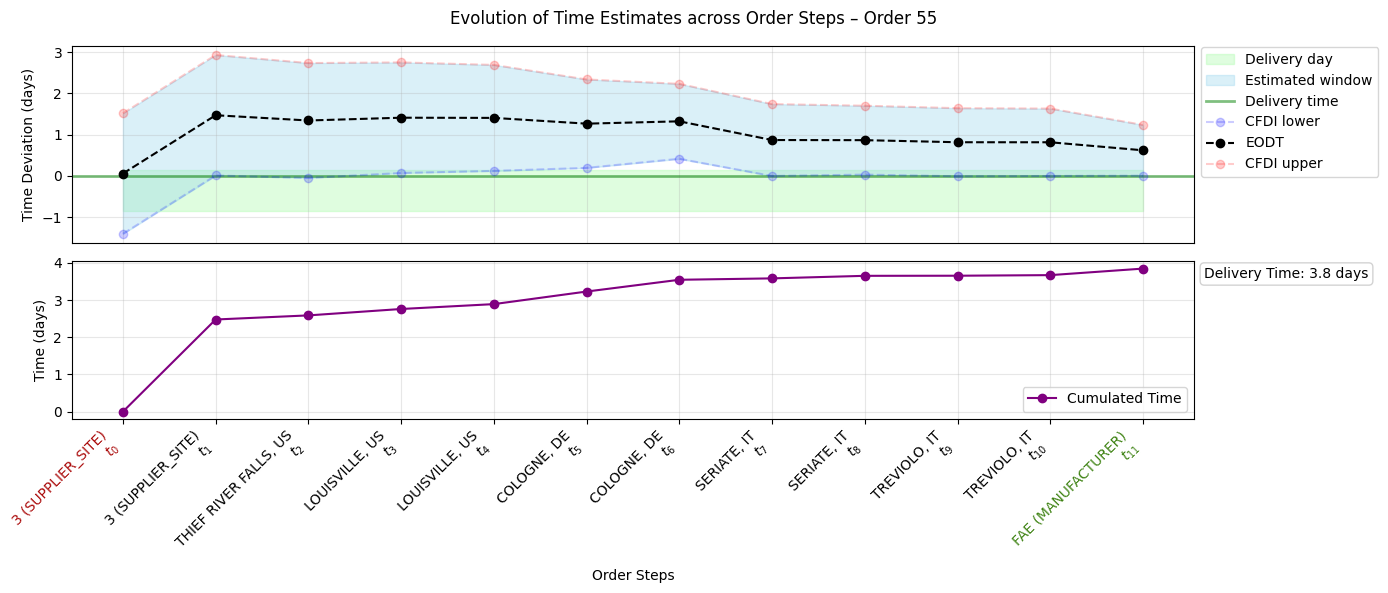 Evolution of Time Estimates across Order Steps – Order 55
Time Deviation (days)
3
2
1
0
−1
Delivery day
Estimated window
Delivery time
CFDI lower
EODT
CFDI upper
Time (days)
4
3
2
1
0
Cumulated Time
Delivery Time: 3.8 days
3 (SUPPLIER_SITE)
t0
3 (SUPPLIER_SITE)
t1
THIEF RIVER FALLS, US
t2
LOUISVILLE, US
t3
LOUISVILLE, US
t4
COLOGNE, DE
t5
COLOGNE, DE
t6
SERIATE, IT
t7
SERIATE, IT
t8
TREVIOLO, IT
t9
TREVIOLO, IT
t10
FAE (MANUFACTURER)
t11
Order Steps